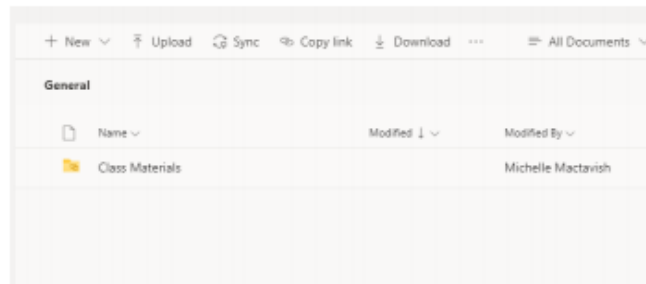 New Upload Sync Copy link Download ... All Documents
General
Name Modified ↓ Modified By
Class Materials Michelle Mactavish